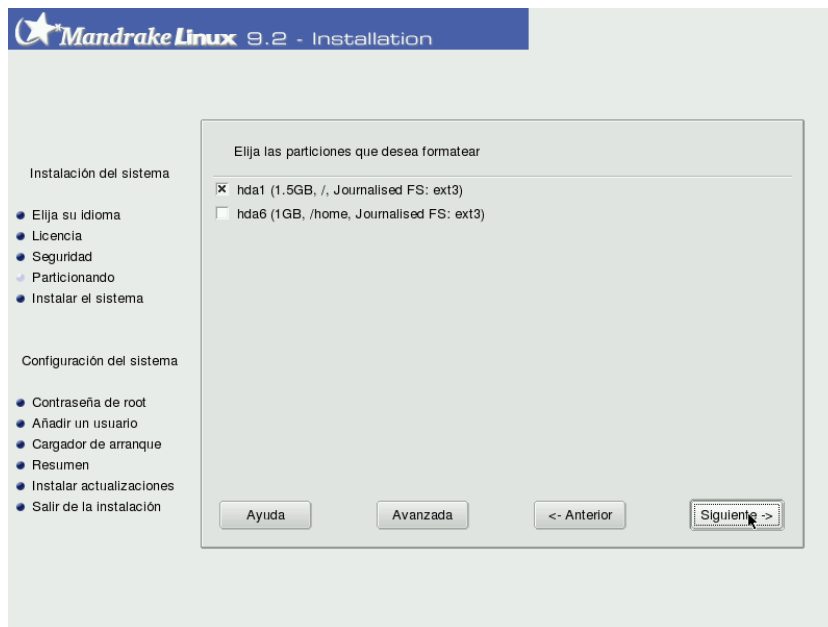 Mandrake Linux 9.2 - Installation
Instalación del sistema
Elija su idioma
Licencia
Seguridad
Particionando
Instalar el sistema
Configuración del sistema
Contraseña de root
Añadir un usuario
Cargador de arranque
Resumen
Instalar actualizaciones
Salir de la instalación
Elija las particiones que desea formatear
hda1 (1.5GB, /, Journalised FS: ext3)
hda6 (1GB, /home, Journalised FS: ext3)
Ayuda
Avanzada
<- Anterior
Siguiente ->